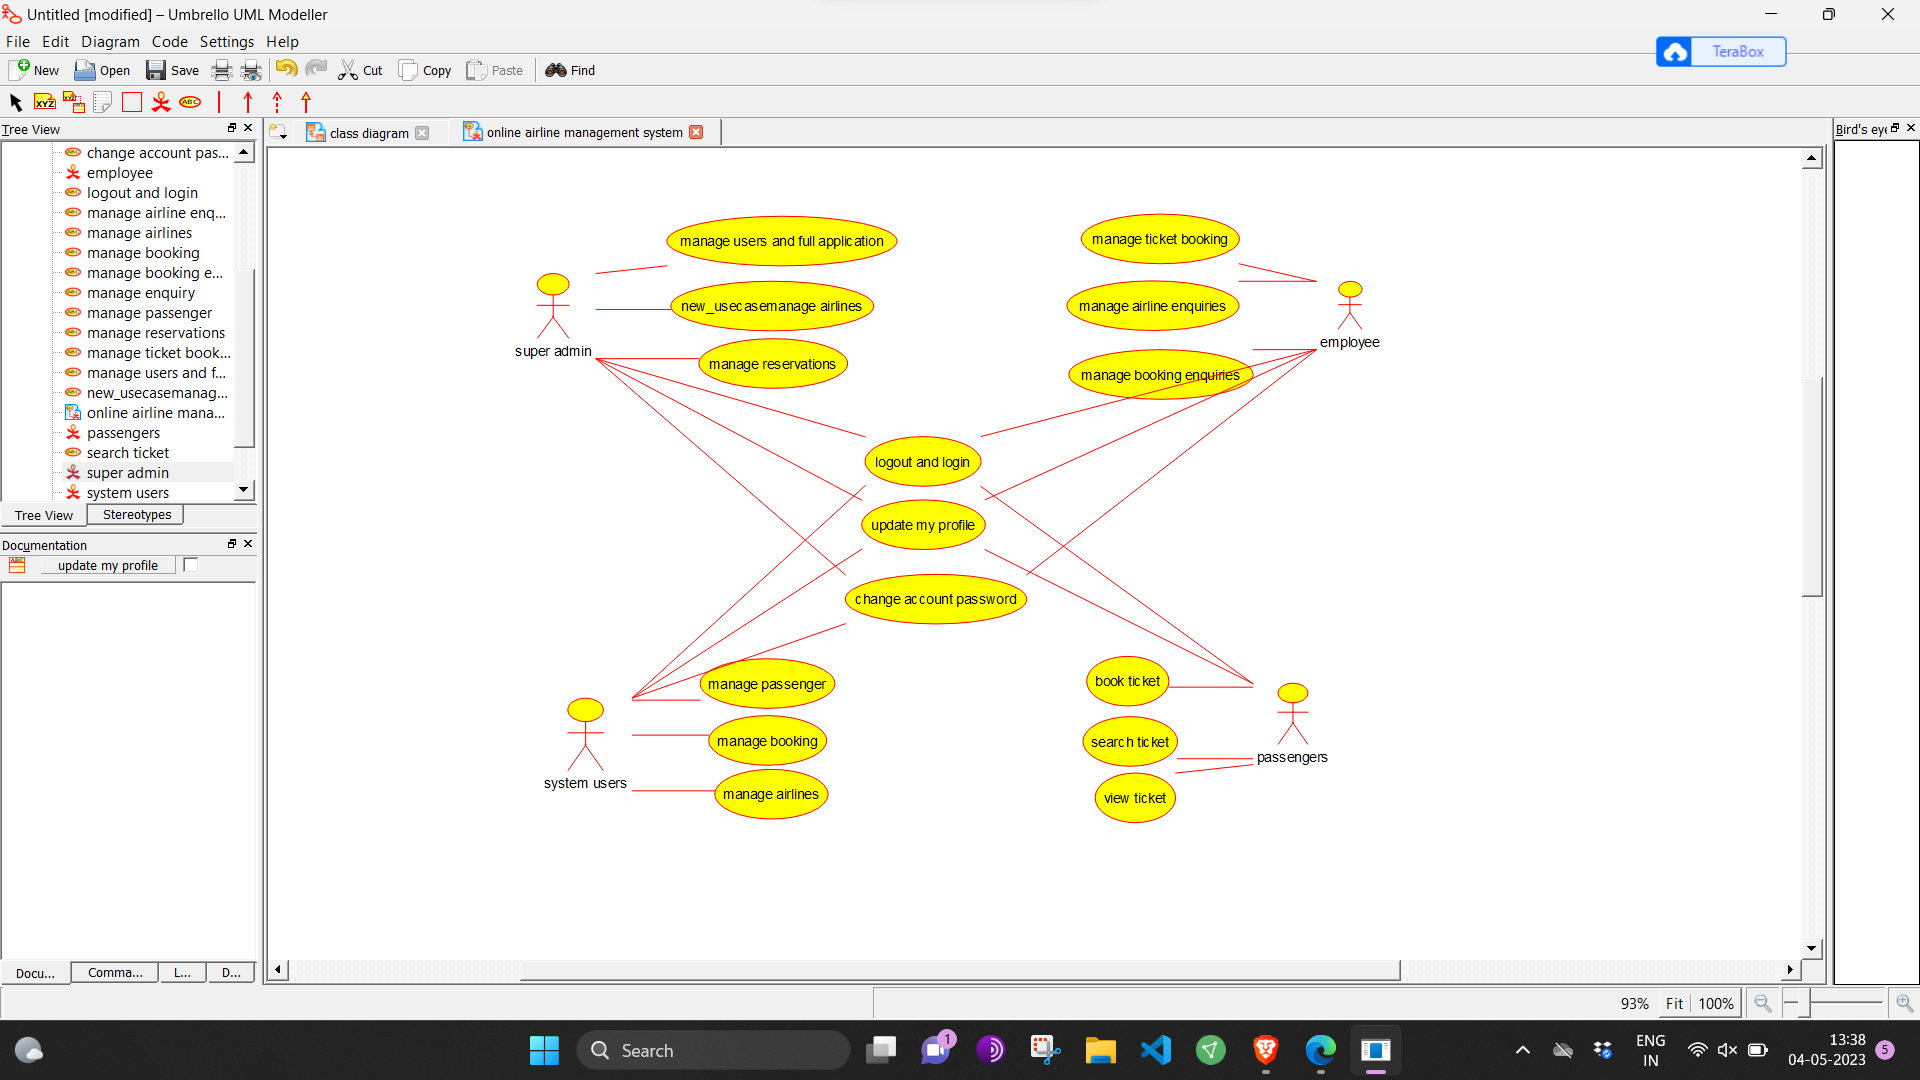 Untitled [modified] – Umbrello UML Modeller
File Edit Diagram Code Settings Help
TeraBox
New Open Save Cut Copy Paste Find
XYZ XYZ ABC
Tree View
class diagram
online airline management system
Bird's eye
change account pas...
employee
logout and login
manage airline enq...
manage airlines
manage booking
manage booking e...
manage enquiry
manage passenger
manage reservations
manage ticket book...
manage users and f...
new_usecasemanag...
online airline mana...
passengers
search ticket
super admin
system users
Tree View Stereotypes
Documentation
update my profile
Docu... Comma... L... D...
manage users and full application
new_usecasemanage airlines
manage reservations
super admin
manage ticket booking
manage airline enquiries
manage booking enquiries
employee
logout and login
update my profile
change account password
manage passenger
manage booking
manage airlines
system users
book ticket
search ticket
view ticket
passengers
93% Fit 100%
Search
1
ENG
IN
13:38
04-05-2023
5